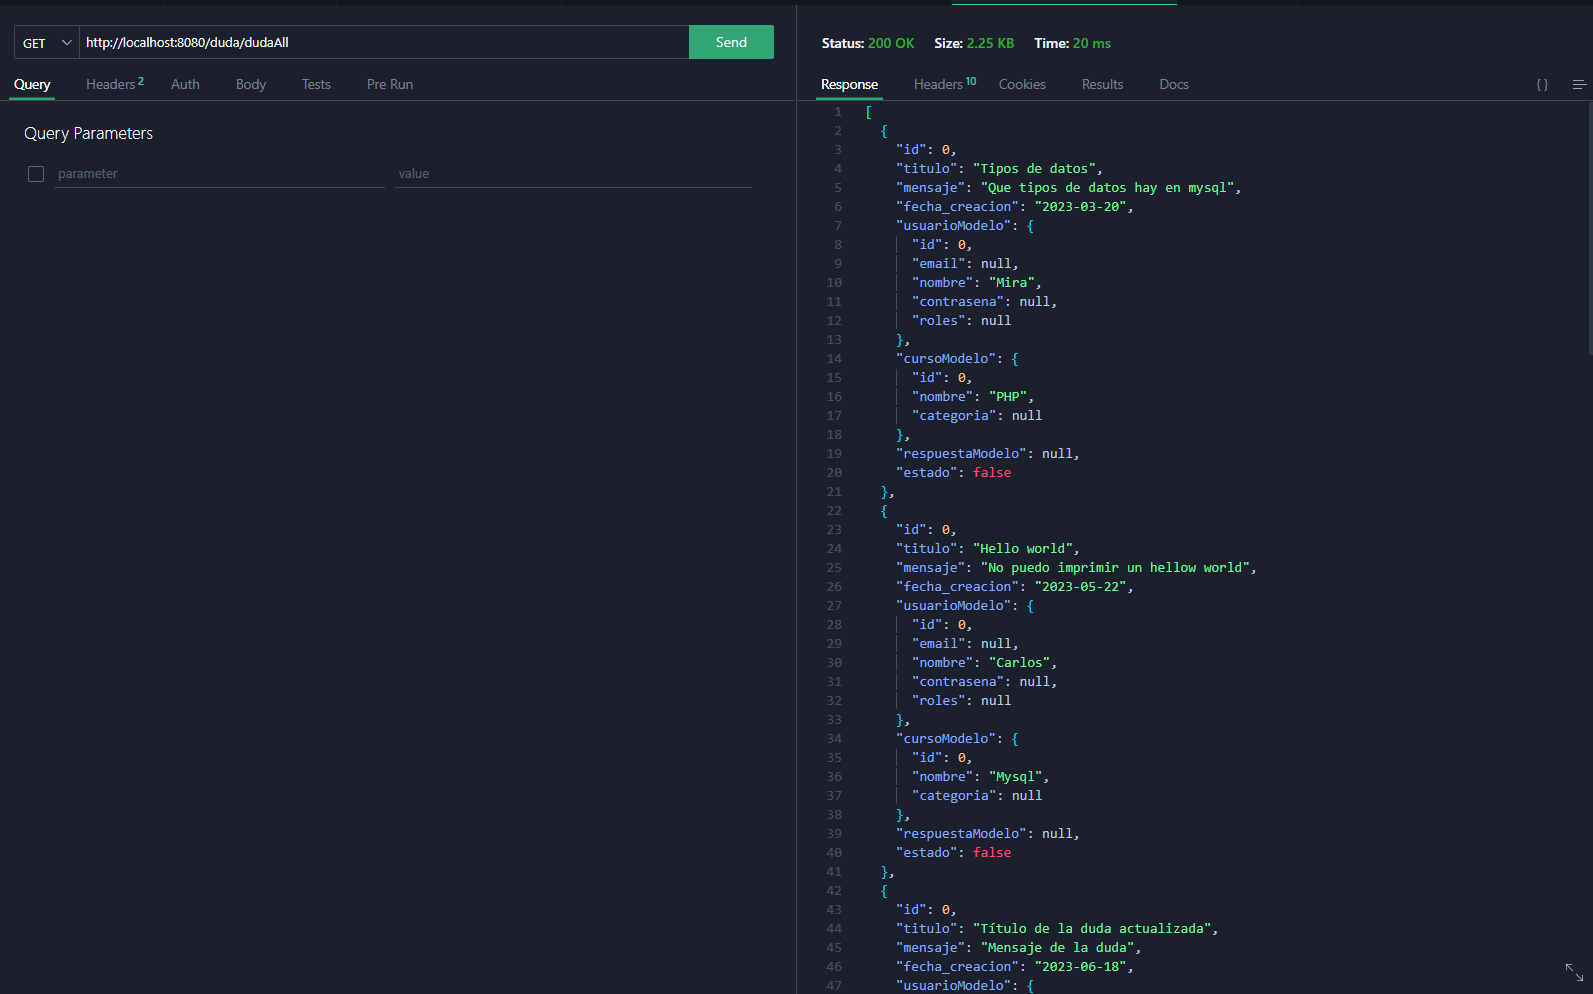 GET http://localhost:8080/duda/dudaAll Send
Query Headers 2 Auth Body Tests Pre Run
Query Parameters
parameter value
Status: 200 OK Size: 2.25 KB Time: 20 ms
Response Headers 10 Cookies Results Docs { }
1 [
2 {
3 "id": 0,
4 "titulo": "Tipos de datos",
5 "mensaje": "Que tipos de datos hay en mysql",
6 "fecha_creacion": "2023-03-20",
7 "usuarioModelo": {
8 "id": 0,
9 "email": null,
10 "nombre": "Mira",
11 "contrasena": null,
12 "roles": null
13 },
14 "cursoModelo": {
15 "id": 0,
16 "nombre": "PHP",
17 "categoria": null
18 },
19 "respuestaModelo": null,
20 "estado": false
21 },
22 {
23 "id": 0,
24 "titulo": "Hello world",
25 "mensaje": "No puedo imprimir un hellow world",
26 "fecha_creacion": "2023-05-22",
27 "usuarioModelo": {
28 "id": 0,
29 "email": null,
30 "nombre": "Carlos",
31 "contrasena": null,
32 "roles": null
33 },
34 "cursoModelo": {
35 "id": 0,
36 "nombre": "Mysql",
37 "categoria": null
38 },
39 "respuestaModelo": null,
40 "estado": false
41 },
42 {
43 "id": 0,
44 "titulo": "Título de la duda actualizada",
45 "mensaje": "Mensaje de la duda",
46 "fecha_creacion": "2023-06-18",
47 "usuarioModelo": {